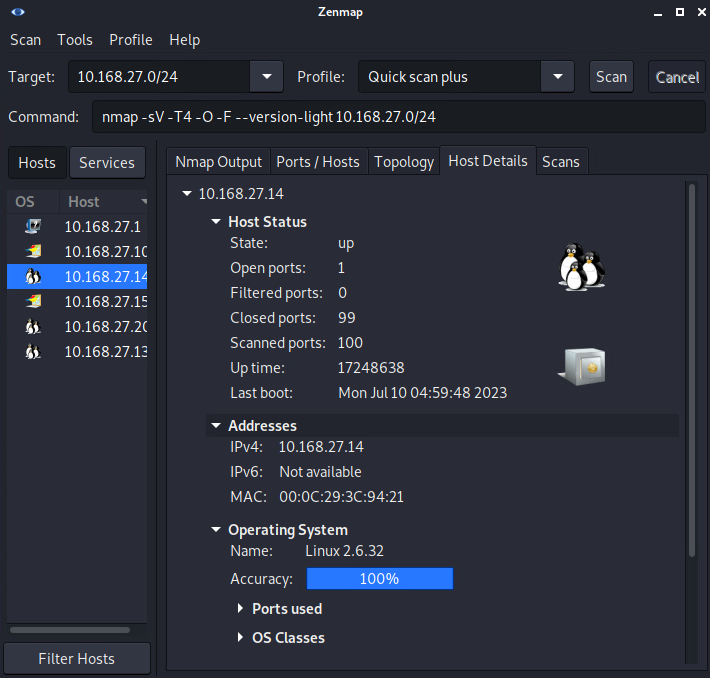 Zenmap
Scan Tools Profile Help
Target: 10.168.27.0/24 Profile: Quick scan plus Scan Cancel
Command: nmap -sV -T4 -O -F --version-light 10.168.27.0/24
Hosts Services Nmap Output Ports / Hosts Topology Host Details Scans
OS Host
10.168.27.1
10.168.27.10
10.168.27.14
10.168.27.15
10.168.27.20
10.168.27.13
Filter Hosts
10.168.27.14
Host Status
State: up
Open ports: 1
Filtered ports: 0
Closed ports: 99
Scanned ports: 100
Up time: 17248638
Last boot: Mon Jul 10 04:59:48 2023
Addresses
IPv4: 10.168.27.14
IPv6: Not available
MAC: 00:0C:29:3C:94:21
Operating System
Name: Linux 2.6.32
Accuracy: 100%
Ports used
OS Classes